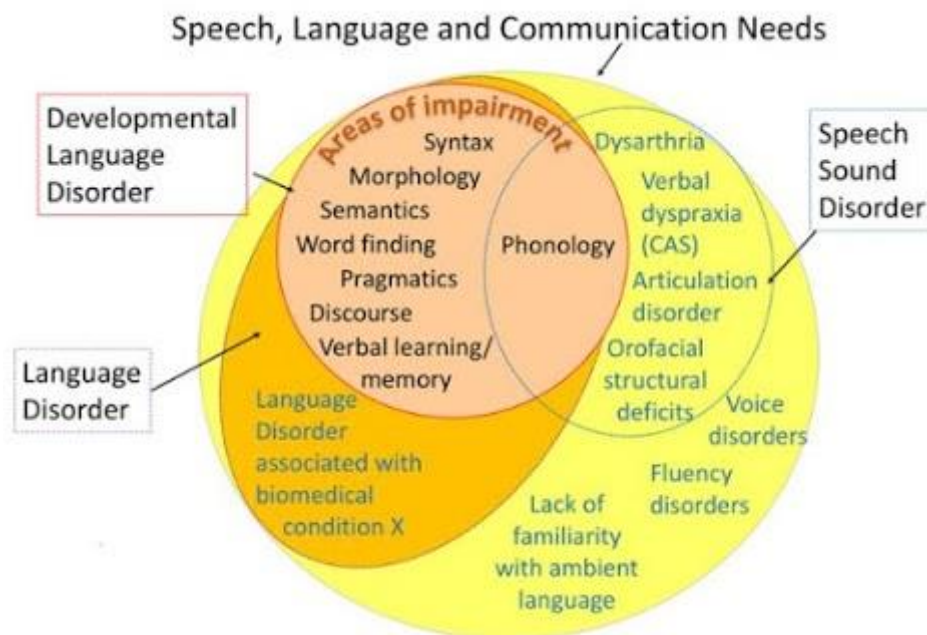 Speech, Language and Communication Needs
Developmental
Language
Disorder
Areas of impairment
Syntax
Morphology
Semantics
Word finding
Pragmatics
Discourse
Verbal learning/
memory
Phonology
Dysarthria
Verbal
dyspraxia
(CAS)
Articulation
disorder
Orofacial
structural
deficits
Speech
Sound
Disorder
Language
Disorder
Language
Disorder
associated with
biomedical
condition X
Voice
disorders
Fluency
disorders
Lack of
familiarity
with ambient
language